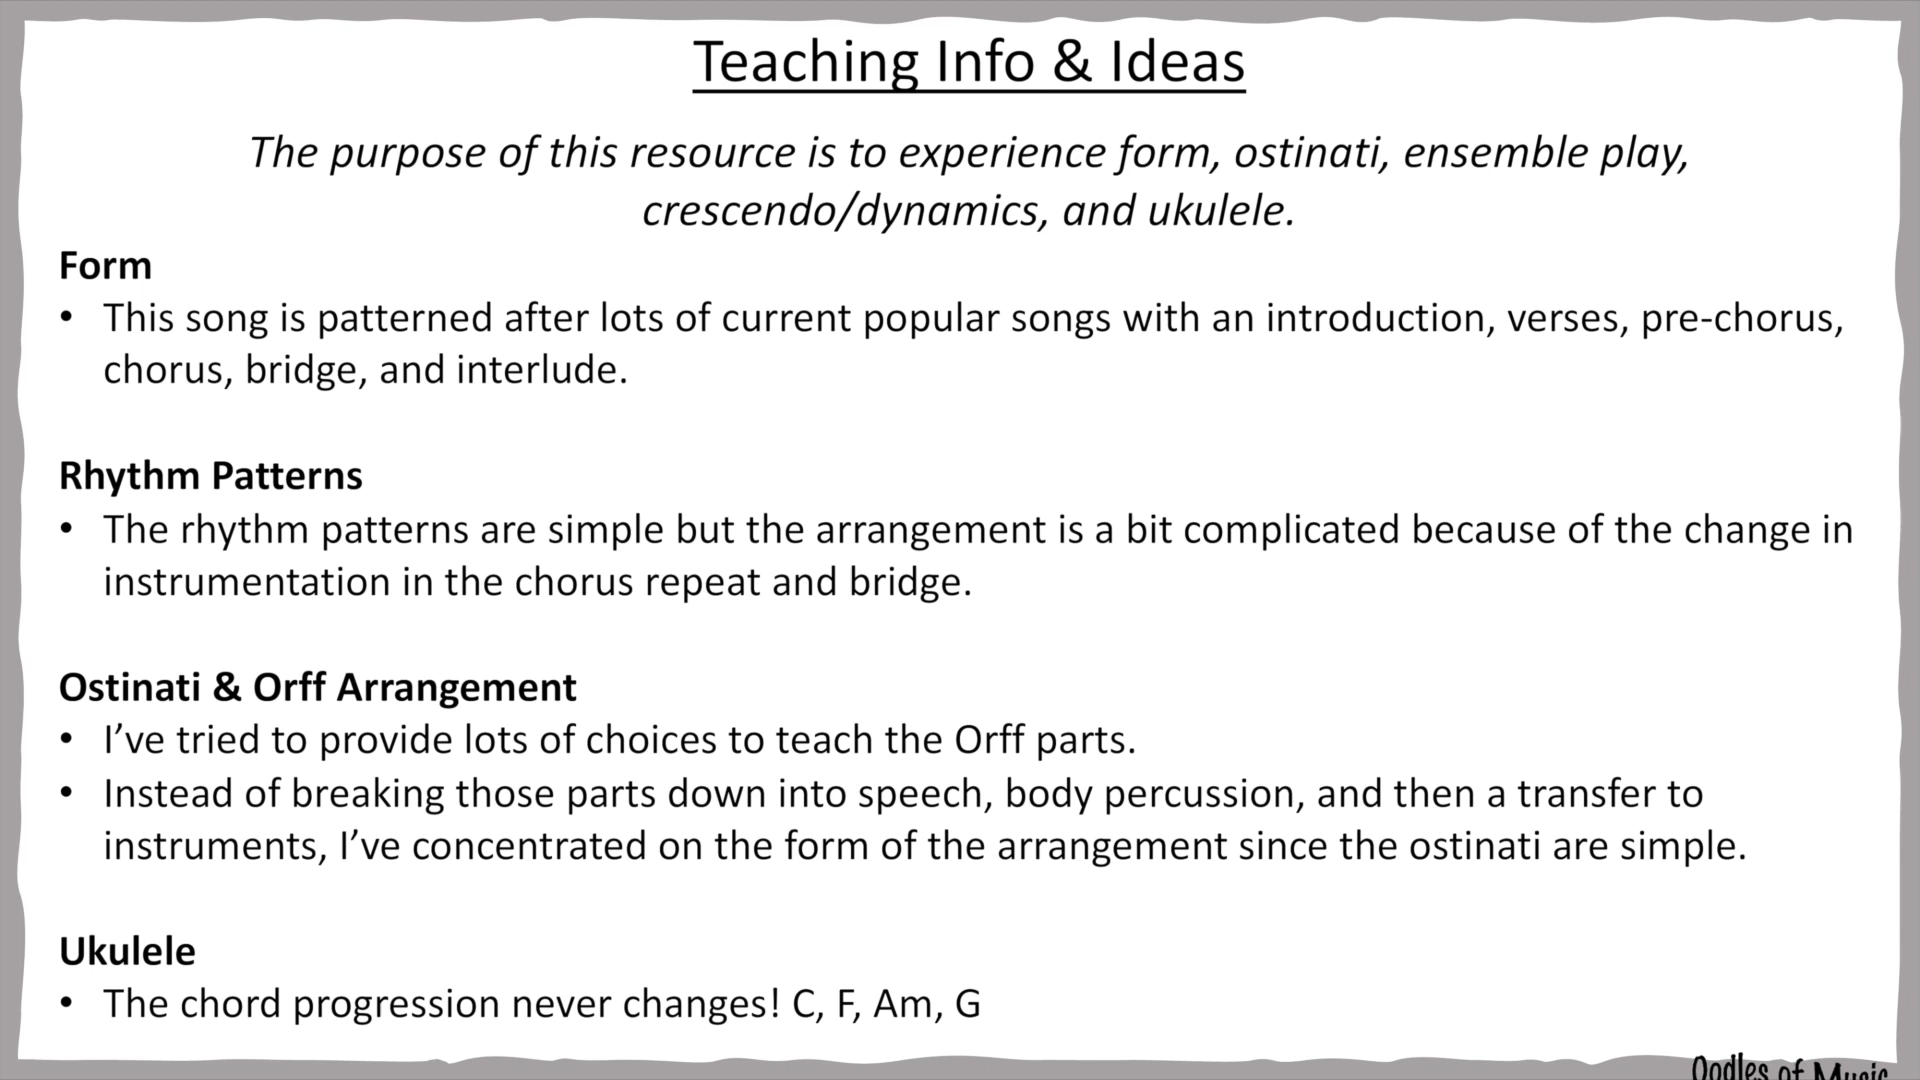 Teaching Info & Ideas
The purpose of this resource is to experience form, ostinati, ensemble play,
crescendo/dynamics, and ukulele.
Form
• This song is patterned after lots of current popular songs with an introduction, verses, pre-chorus,
chorus, bridge, and interlude.
Rhythm Patterns
• The rhythm patterns are simple but the arrangement is a bit complicated because of the change in
instrumentation in the chorus repeat and bridge.
Ostinati & Orff Arrangement
• I’ve tried to provide lots of choices to teach the Orff parts.
• Instead of breaking those parts down into speech, body percussion, and then a transfer to
instruments, I’ve concentrated on the form of the arrangement since the ostinati are simple.
Ukulele
• The chord progression never changes! C, F, Am, G
Oodles of Music